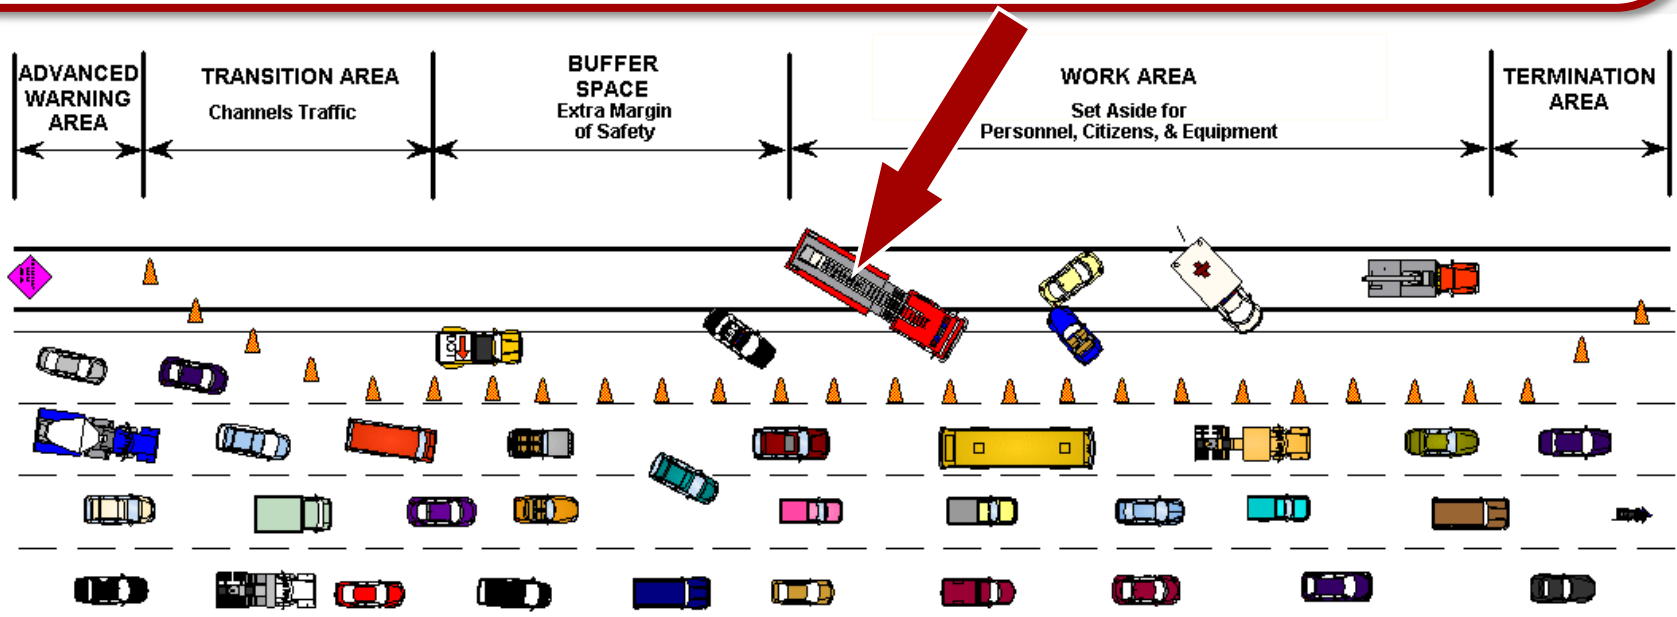 ADVANCED
WARNING
AREA
TRANSITION AREA
Channels Traffic
BUFFER
SPACE
Extra Margin
of Safety
WORK AREA
Set Aside for
Personnel, Citizens, & Equipment
TERMINATION
AREA